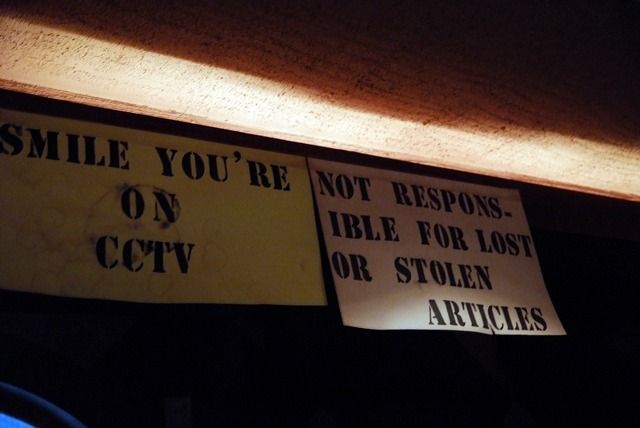 SMILE YOU'RE
ON
CCTV
NOT RESPONS-
IBLE FOR LOST
OR STOLEN
ARTICLES